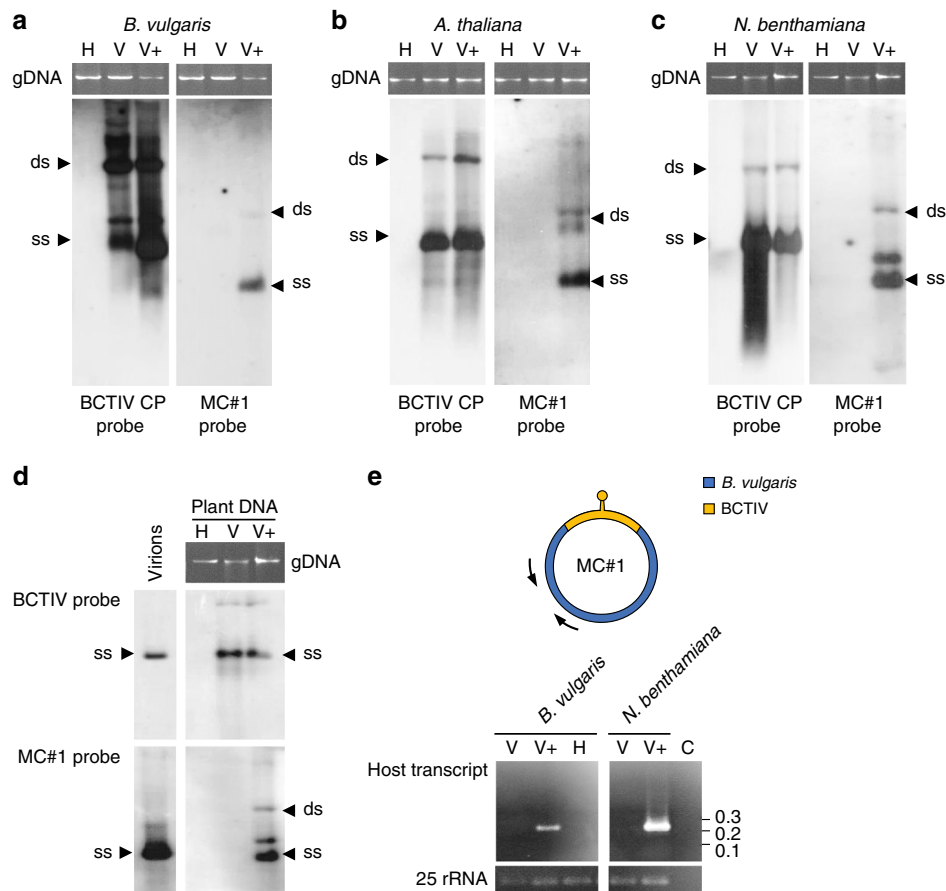 a
B. vulgaris
H V V+ H V V+
gDNA
ds
ds
ss
ss
BCTIV CP probe
MC#1 probe
b
A. thaliana
H V V+ H V V+
gDNA
ds
ds
ss
ss
BCTIV CP probe
MC#1 probe
c
N. benthamiana
H V V+ H V V+
gDNA
ds
ds
ss
ss
BCTIV CP probe
MC#1 probe
d
Virions
Plant DNA
H V V+
gDNA
BCTIV probe
ss
ss
MC#1 probe
ds
ss
ss
e
B. vulgaris
BCTIV
MC#1
B. vulgaris
N. benthamiana
V V+ H V V+ C
Host transcript
0.3
0.2
0.1
25 rRNA